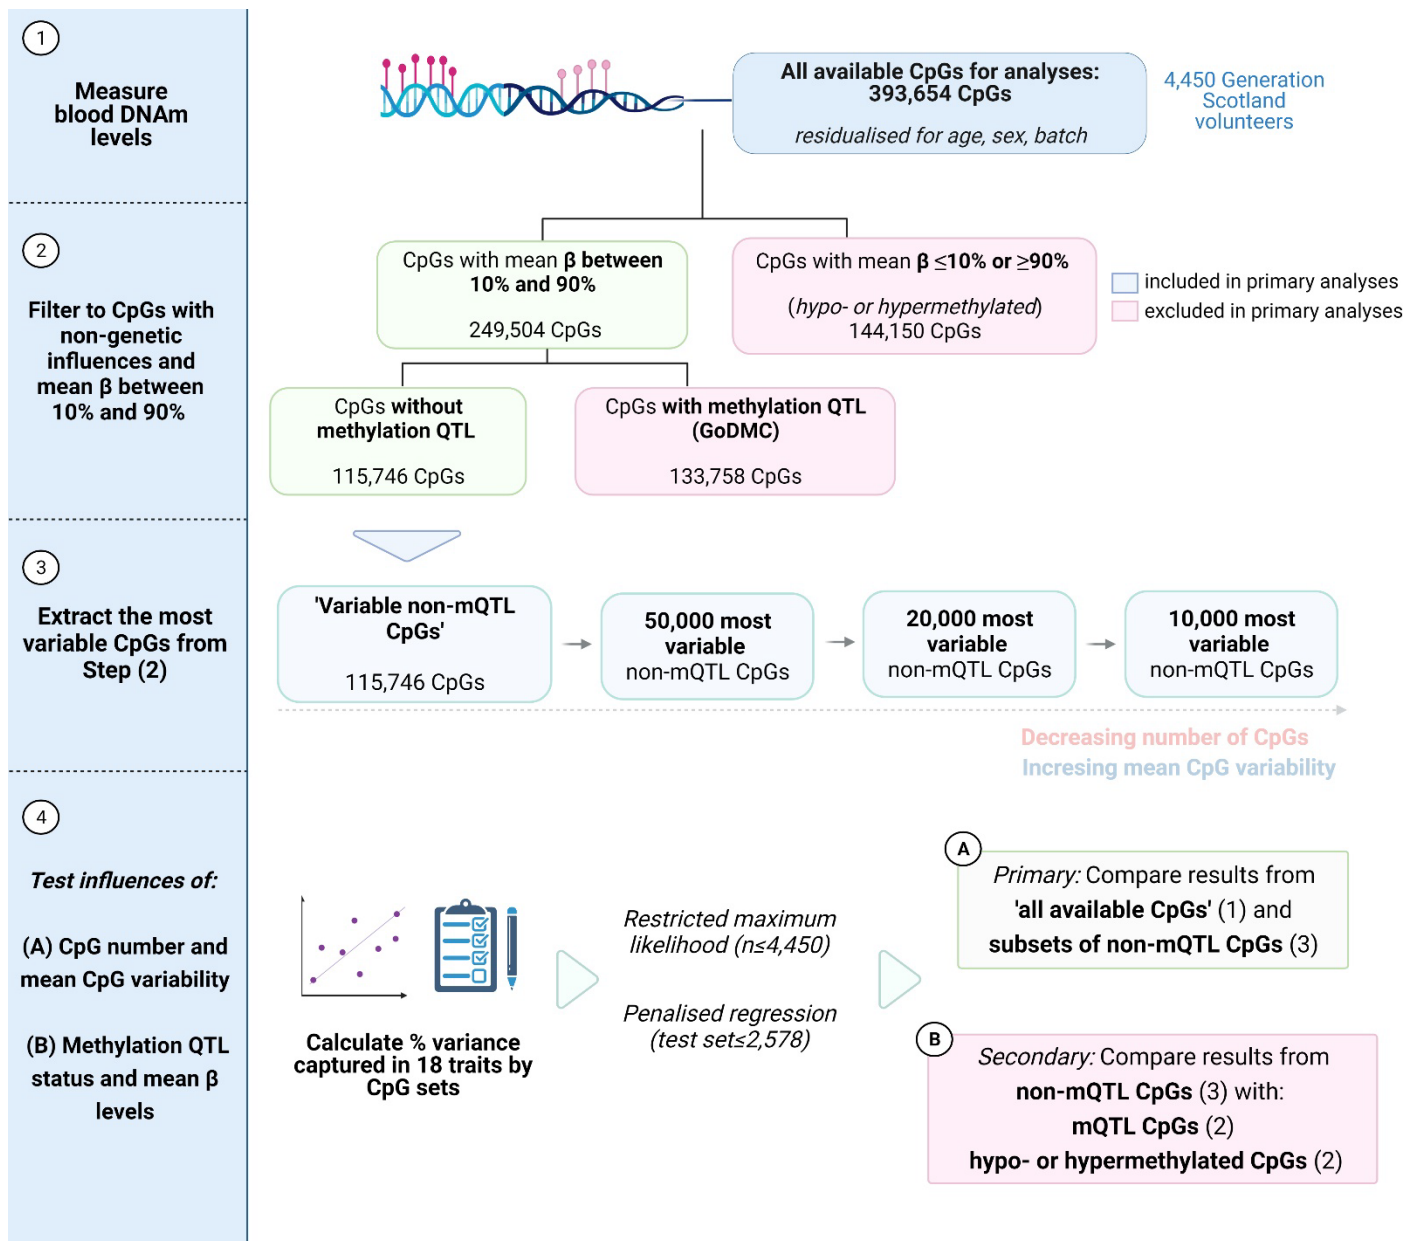 1
Measure
blood DNAm
levels
All available CpGs for analyses:
393,654 CpGs
residualised for age, sex, batch
4,450 Generation
Scotland
volunteers
2
Filter to CpGs with
non-genetic
influences and
mean β between
10% and 90%
CpGs with mean β between
10% and 90%
249,504 CpGs
CpGs with mean β ≤10% or ≥90%
(hypo- or hypermethylated)
144,150 CpGs
included in primary analyses
excluded in primary analyses
CpGs without
methylation QTL
115,746 CpGs
CpGs with methylation QTL
(GoDMC)
133,758 CpGs
3
Extract the most
variable CpGs from
Step (2)
'Variable non-mQTL
CpGs'
115,746 CpGs
50,000 most
variable
non-mQTL CpGs
20,000 most
variable
non-mQTL CpGs
10,000 most
variable
non-mQTL CpGs
Decreasing number of CpGs
Incresing mean CpG variability
4
Test influences of:
(A) CpG number and
mean CpG variability
(B) Methylation QTL
status and mean β
levels
Calculate % variance
captured in 18 traits by
CpG sets
Restricted maximum
likelihood (n≤4,450)
Penalised regression
(test set≤2,578)
A
Primary: Compare results from
'all available CpGs' (1) and
subsets of non-mQTL CpGs (3)
B
Secondary: Compare results from
non-mQTL CpGs (3) with:
mQTL CpGs (2)
hypo- or hypermethylated CpGs (2)